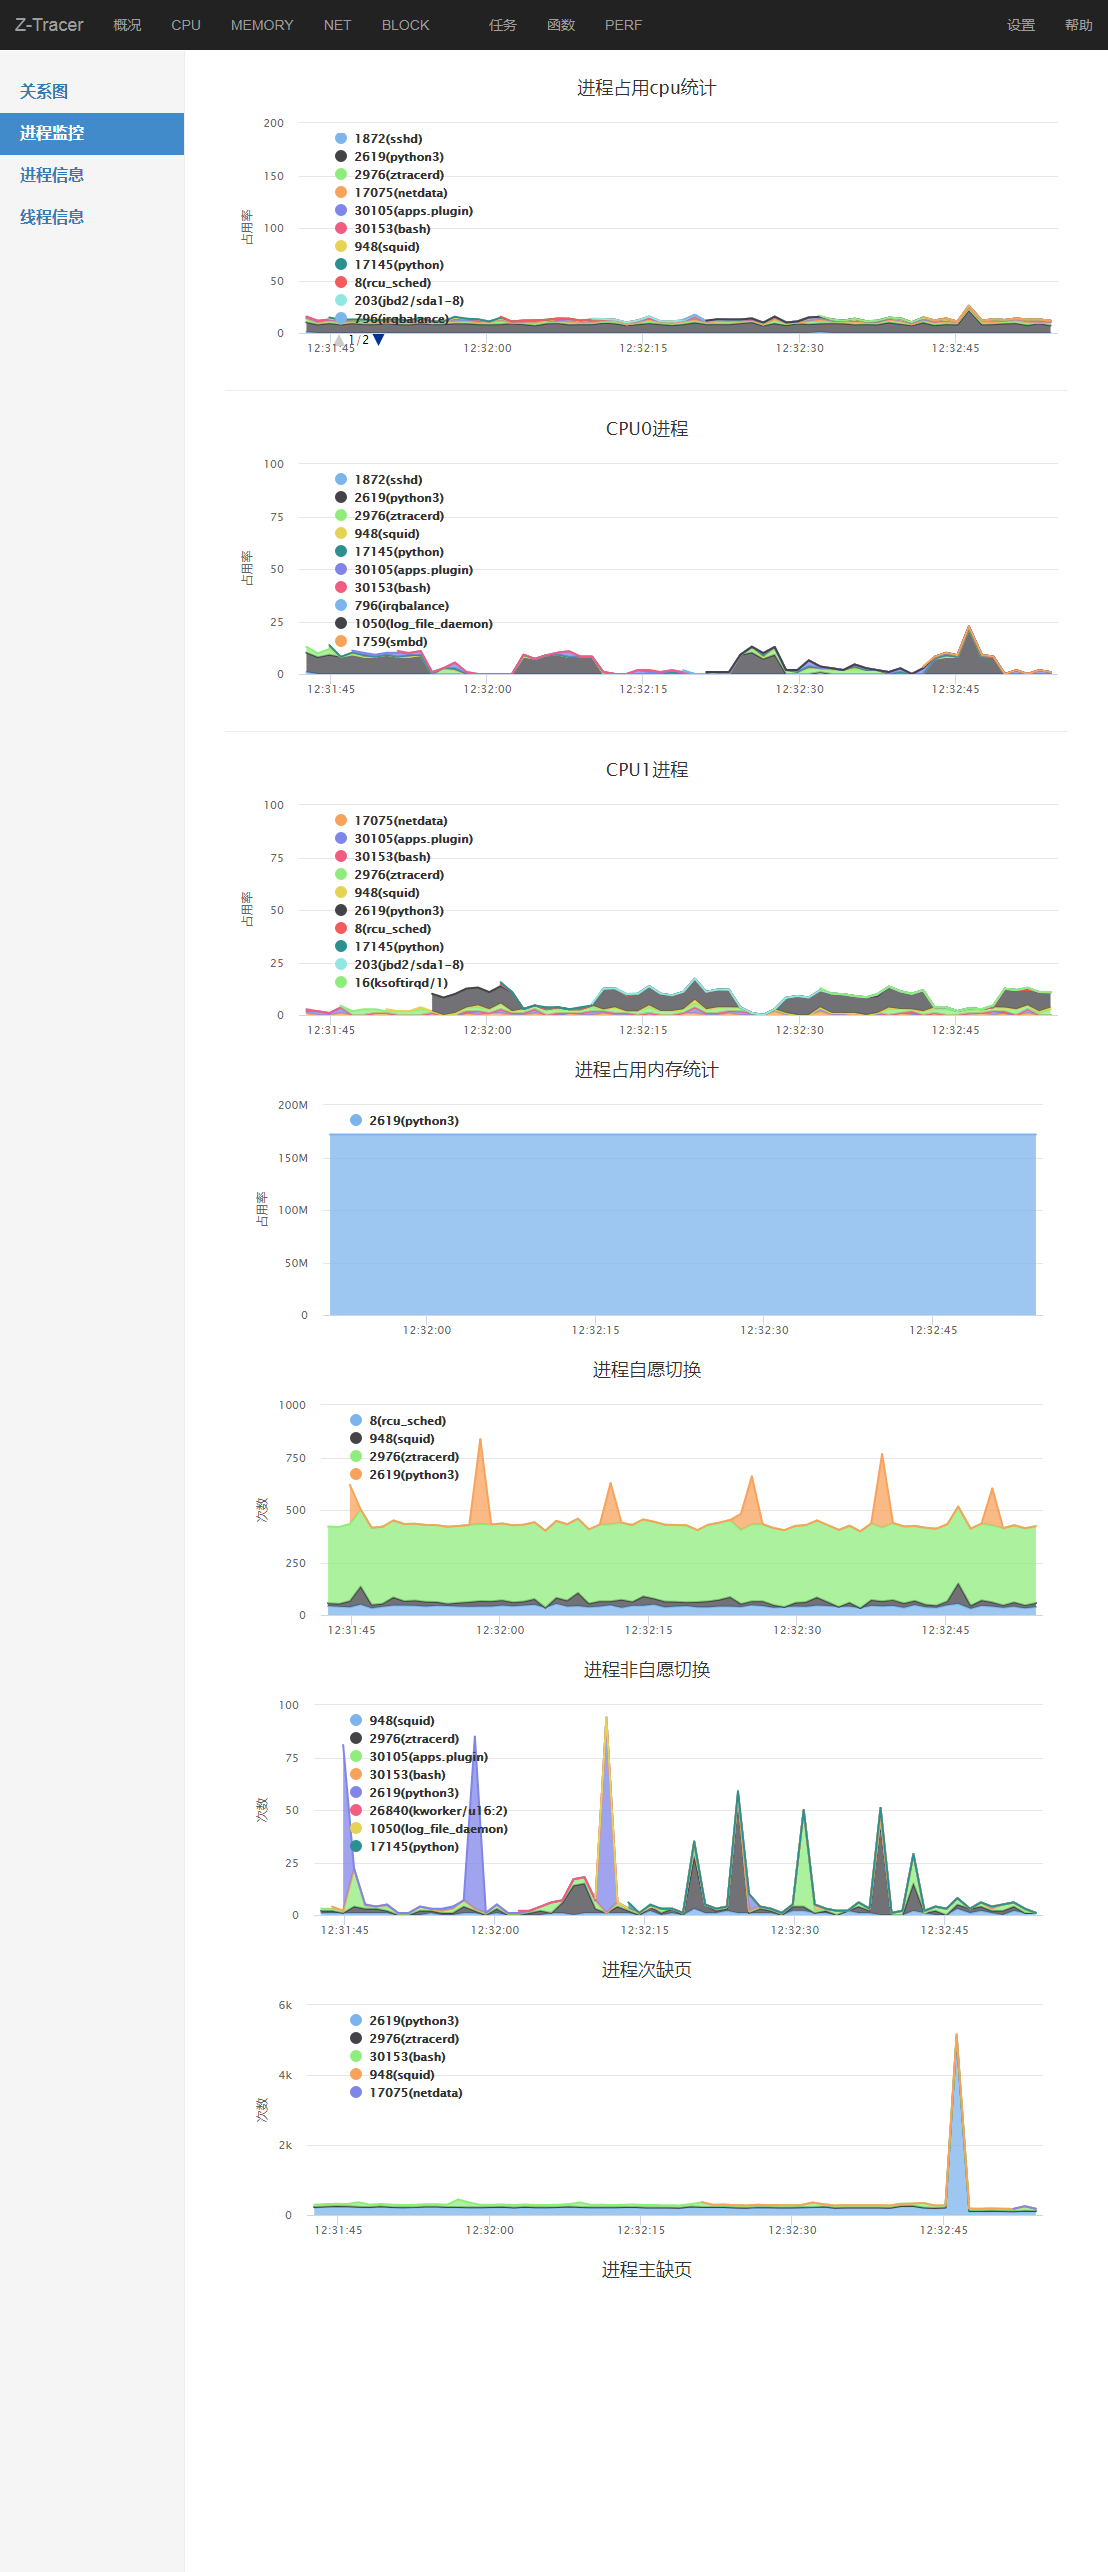 Z-Tracer 概况 CPU MEMORY NET BLOCK 任务 函数 PERF 设置 帮助
关系图
进程监控
进程信息
线程信息
进程占用cpu统计
占用率
200
150
100
50
0
1872(sshd)
2619(python3)
2976(ztracerd)
17075(netdata)
30105(apps.plugin)
30153(bash)
948(squid)
17145(python)
8(rcu_sched)
203(jbd2/sda1-8)
796(irqbalance)
1/2
12:31:45 12:32:00 12:32:15 12:32:30 12:32:45
CPU0进程
占用率
100
75
50
25
0
1872(sshd)
2619(python3)
2976(ztracerd)
948(squid)
17145(python)
30105(apps.plugin)
30153(bash)
796(irqbalance)
1050(log_file_daemon)
1759(smbd)
12:31:45 12:32:00 12:32:15 12:32:30 12:32:45
CPU1进程
占用率
100
75
50
25
0
17075(netdata)
30105(apps.plugin)
30153(bash)
2976(ztracerd)
948(squid)
2619(python3)
8(rcu_sched)
17145(python)
203(jbd2/sda1-8)
16(ksoftirqd/1)
12:31:45 12:32:00 12:32:15 12:32:30 12:32:45
进程占用内存统计
占用率
200M
150M
100M
50M
0
2619(python3)
12:32:00 12:32:15 12:32:30 12:32:45
进程自愿切换
次数
1000
750
500
250
0
8(rcu_sched)
948(squid)
2976(ztracerd)
2619(python3)
12:31:45 12:32:00 12:32:15 12:32:30 12:32:45
进程非自愿切换
次数
100
75
50
25
0
948(squid)
2976(ztracerd)
30105(apps.plugin)
30153(bash)
2619(python3)
26840(kworker/u16:2)
1050(log_file_daemon)
17145(python)
12:31:45 12:32:00 12:32:15 12:32:30 12:32:45
进程次缺页
次数
6k
4k
2k
0
2619(python3)
2976(ztracerd)
30153(bash)
948(squid)
17075(netdata)
12:31:45 12:32:00 12:32:15 12:32:30 12:32:45
进程主缺页